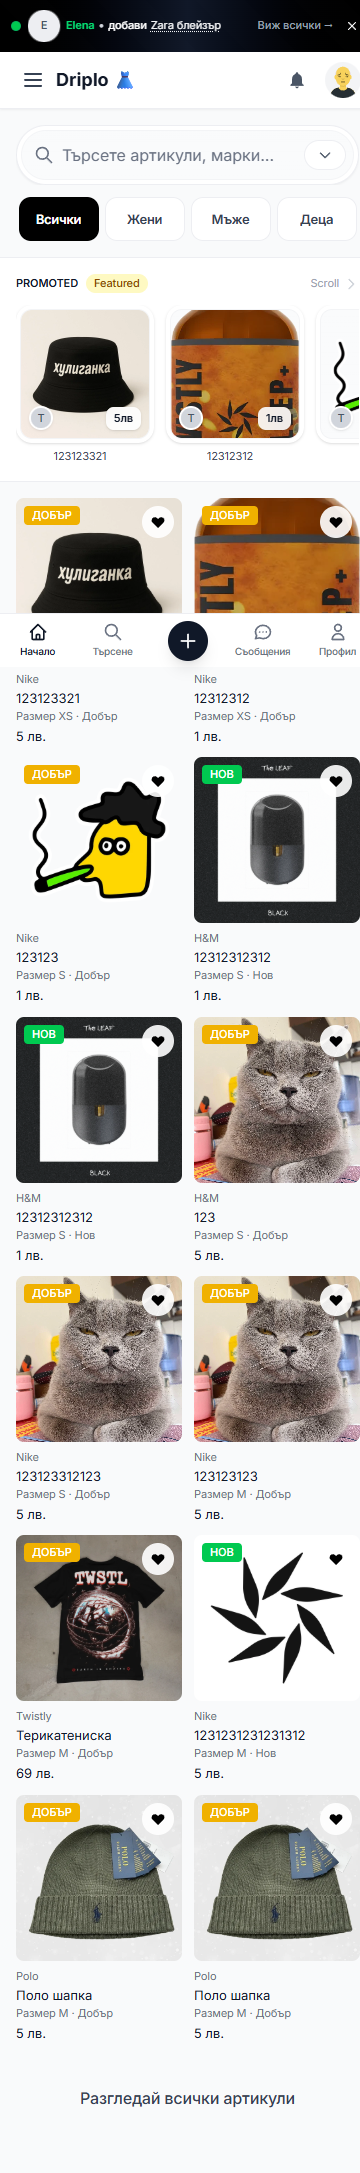 E Elena • добави Zara блейзър Виж всички →
Driplo 👗
Търсете артикули, марки...
Всички Жени Мъже Деца
PROMOTED Featured Scroll
хулиганка
T 5лв T 1лв T
123123321 12312312
ДОБЪР ДОБЪР
хулиганка
Начало Търсене Съобщения Профил
Nike Nike
123123321 12312312
Размер XS · Добър Размер XS · Добър
5 лв. 1 лв.
ДОБЪР НОВ
The LEAF
BLACK
Nike H&M
123123 12312312312
Размер S · Добър Размер S · Нов
1 лв. 1 лв.
НОВ ДОБЪР
The LEAF
BLACK
H&M H&M
12312312312 123
Размер S · Нов Размер S · Добър
1 лв. 5 лв.
ДОБЪР ДОБЪР
Nike Nike
123123312123 123123123
Размер S · Добър Размер M · Добър
5 лв. 5 лв.
ДОБЪР НОВ
TWSTL
Twistly Nike
Терикатениска 1231231231231312
Размер M · Добър Размер M · Нов
69 лв. 5 лв.
ДОБЪР ДОБЪР
POLO POLO
Polo Polo
Поло шапка Поло шапка
Размер M · Добър Размер M · Добър
5 лв. 5 лв.
Разгледай всички артикули